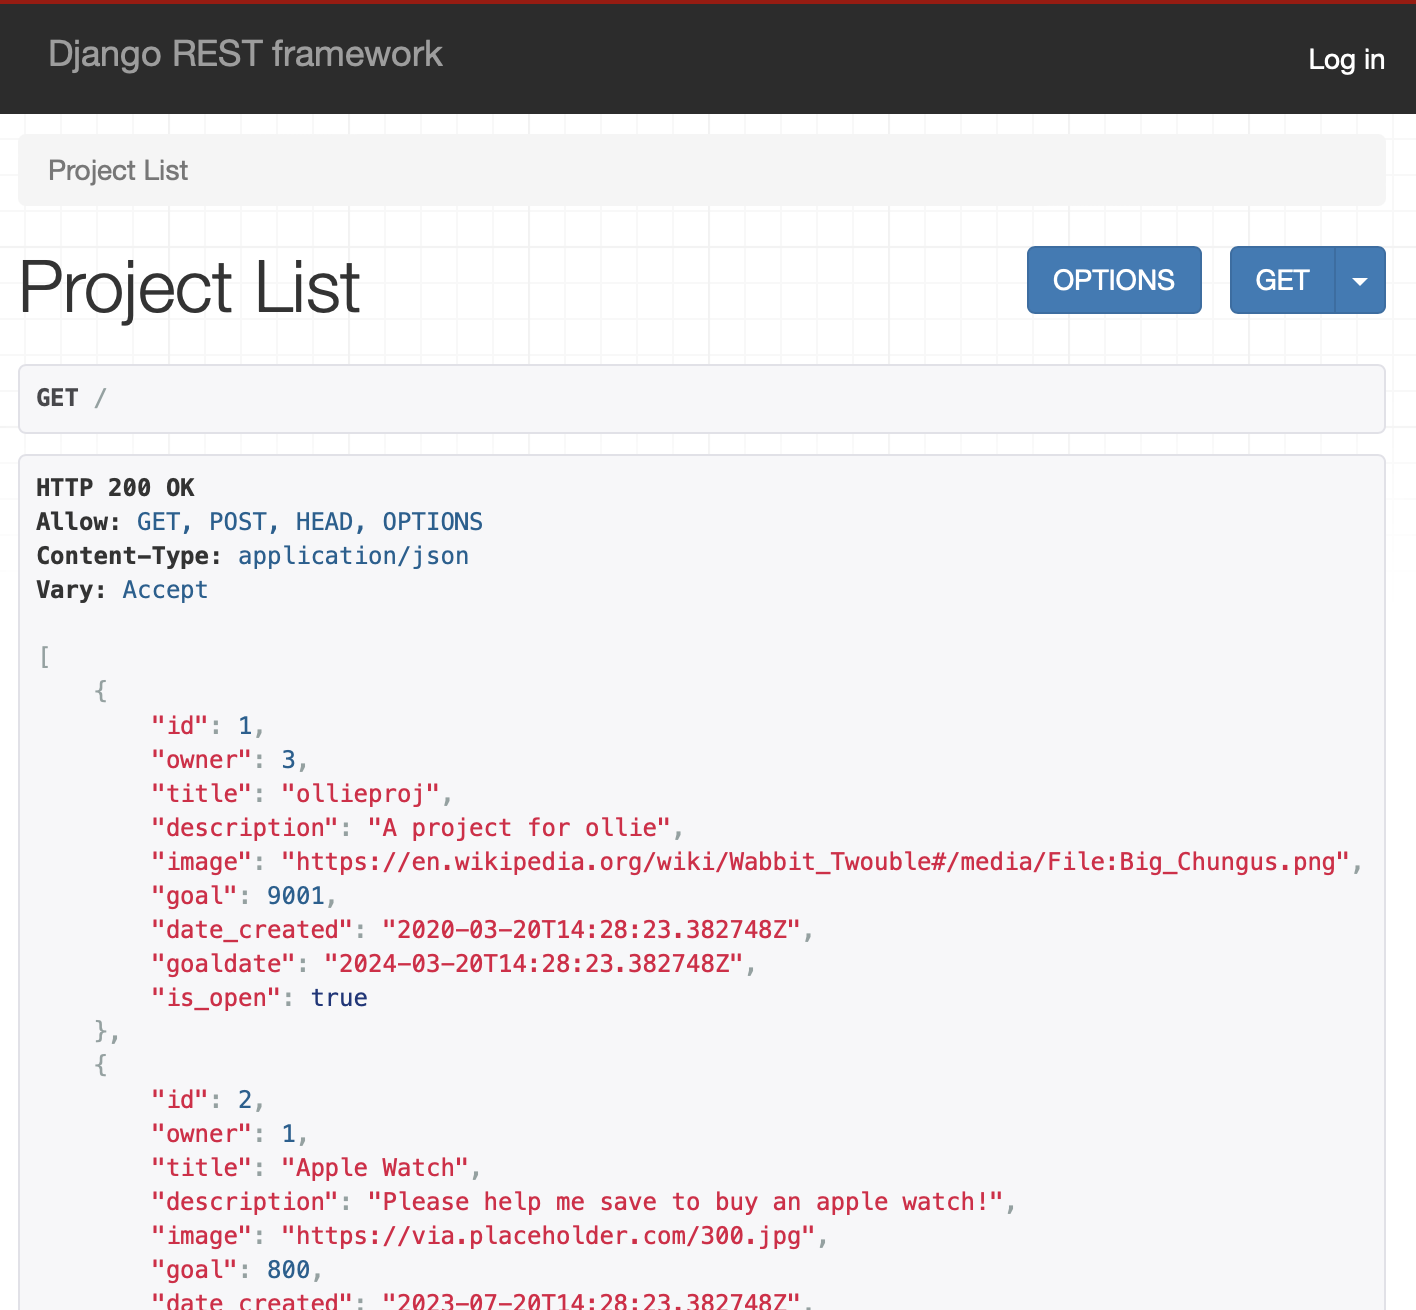 Django REST framework
Log in
Project List
Project List
OPTIONS
GET
GET /
HTTP 200 OK
Allow: GET, POST, HEAD, OPTIONS
Content-Type: application/json
Vary: Accept
[
{
"id": 1,
"owner": 3,
"title": "ollieproj",
"description": "A project for ollie",
"image": "https://en.wikipedia.org/wiki/Wabbit_Twouble#/media/File:Big_Chungus.png",
"goal": 9001,
"date_created": "2020-03-20T14:28:23.382748Z",
"goaldate": "2024-03-20T14:28:23.382748Z",
"is_open": true
},
{
"id": 2,
"owner": 1,
"title": "Apple Watch",
"description": "Please help me save to buy an apple watch!",
"image": "https://via.placeholder.com/300.jpg",
"goal": 800,
"date_created": "2023-07-20T14:28:23.382748Z",